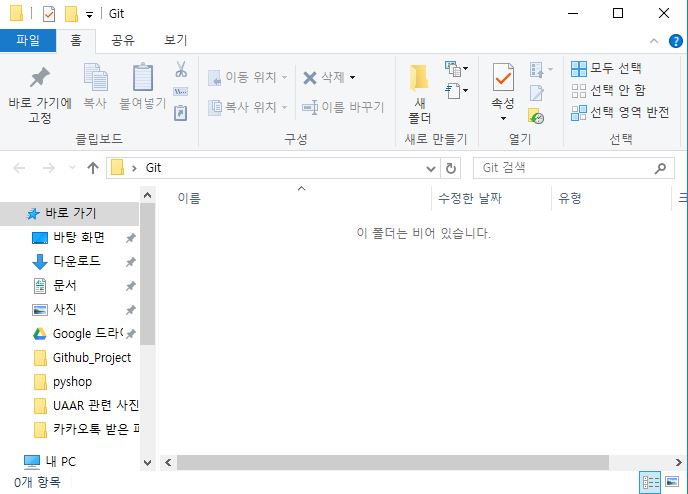 Git
파일 홈 공유 보기
바로 가기에 고정
복사
붙여넣기
이동 위치
복사 위치
삭제
이름 바꾸기
새 폴더
속성
모두 선택
선택 안 함
선택 영역 반전
클립보드 구성 새로 만들기 열기 선택
Git
Git 검색
이름 수정한 날짜 유형 크
이 폴더는 비어 있습니다.
바로 가기
바탕 화면
다운로드
문서
사진
Google 드라이
Github_Project
pyshop
UAAR 관련 사진
카카오톡 받은 파
내 PC
0개 항목